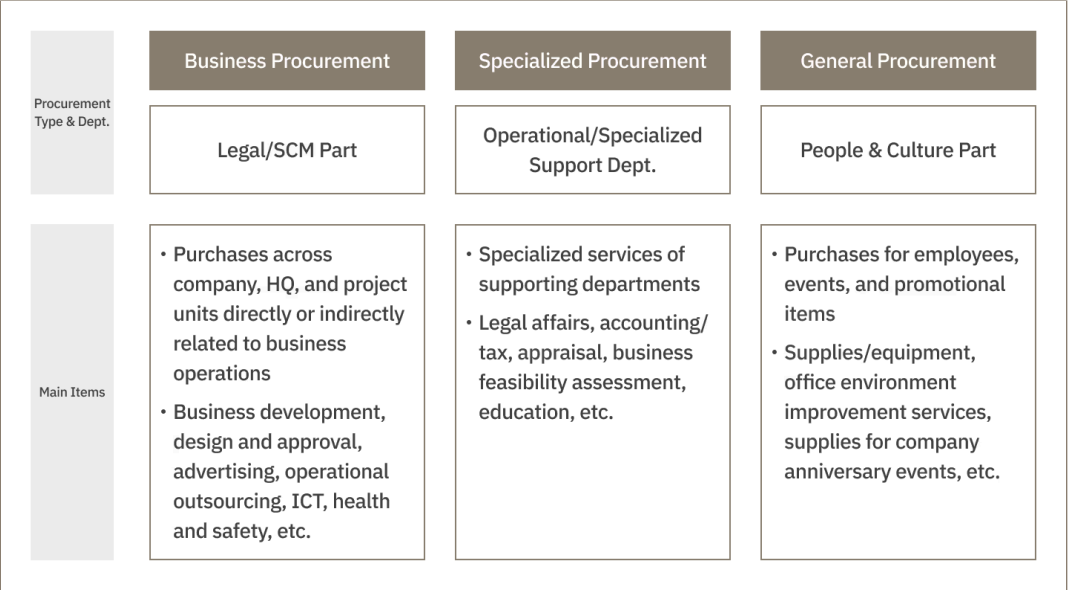 Procurement
Type & Dept.
Business Procurement
Specialized Procurement
General Procurement
Legal/SCM Part
Operational/Specialized
Support Dept.
People & Culture Part
Main Items
• Purchases across
company, HQ, and project
units directly or indirectly
related to business
operations
• Business development,
design and approval,
advertising, operational
outsourcing, ICT, health
and safety, etc.
• Specialized services of
supporting departments
• Legal affairs, accounting/
tax, appraisal, business
feasibility assessment,
education, etc.
• Purchases for employees,
events, and promotional
items
• Supplies/equipment,
office environment
improvement services,
supplies for company
anniversary events, etc.